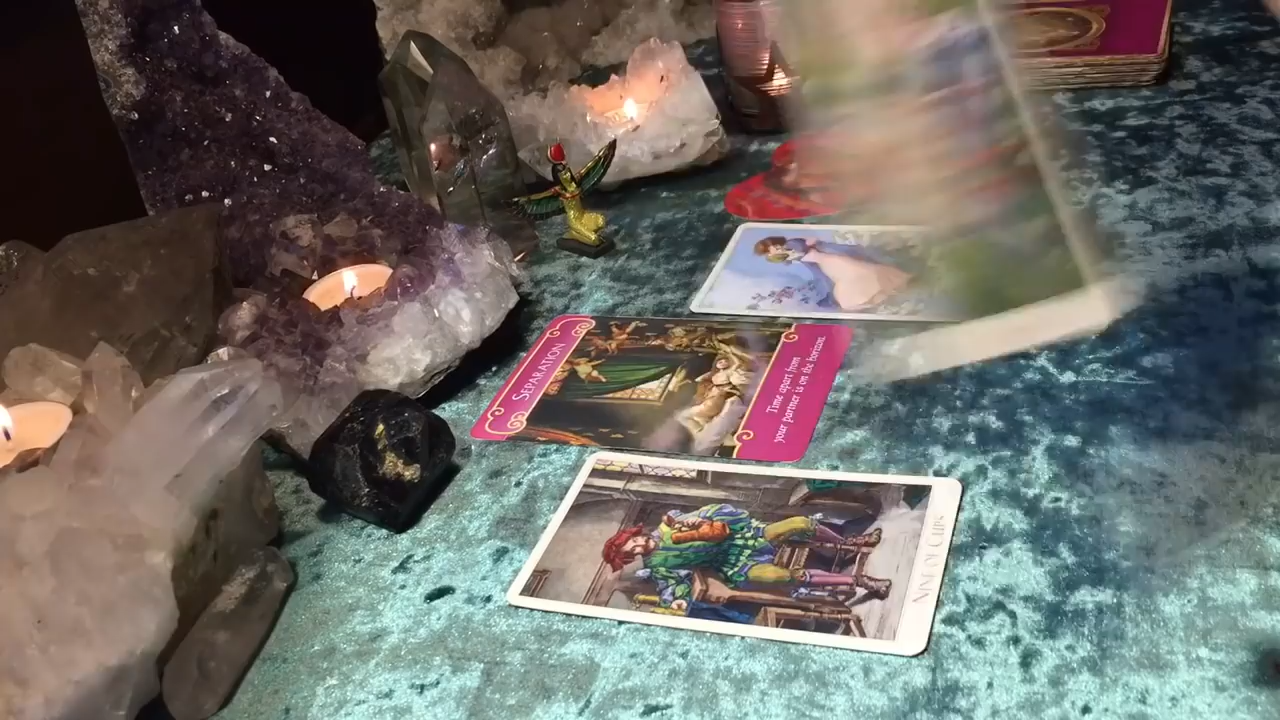 SEPARATION
Time apart from
your partner is on the horizon.
NINE OF CUPS